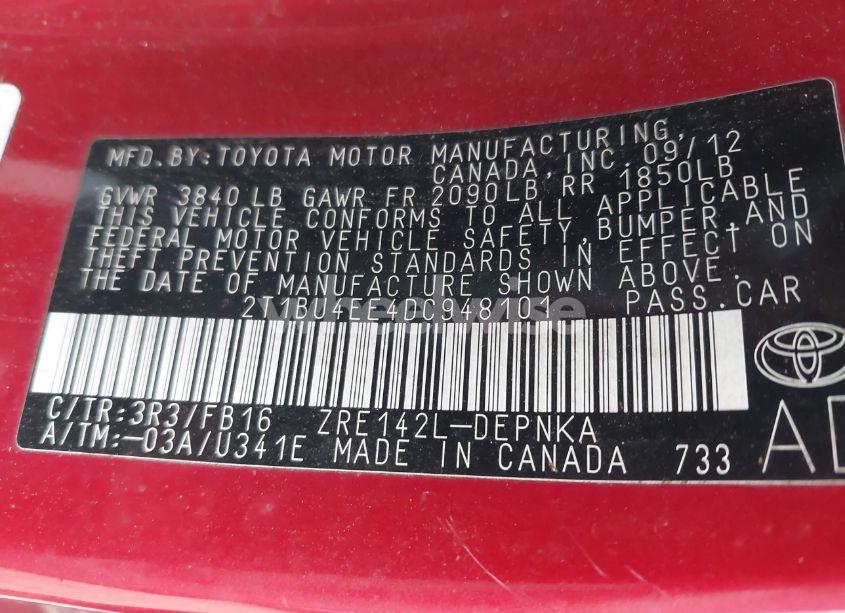 MFD. BY: TOYOTA MOTOR MANUFACTURING,
CANADA, INC. 09/12
GVWR 3840 LB GAWR FR 2090LB RR 1850LB
THIS VEHICLE CONFORMS TO ALL APPLICABLE
FEDERAL MOTOR VEHICLE SAFETY, BUMPER, AND
THEFT PREVENTION STANDARDS IN EFFECT ON
THE DATE OF MANUFACTURE SHOWN ABOVE.
PASS. CAR
C/TR: 3R3/FB16 ZRE142L-DEPNKA
A/TM: -03A/U341E MADE IN CANADA 733